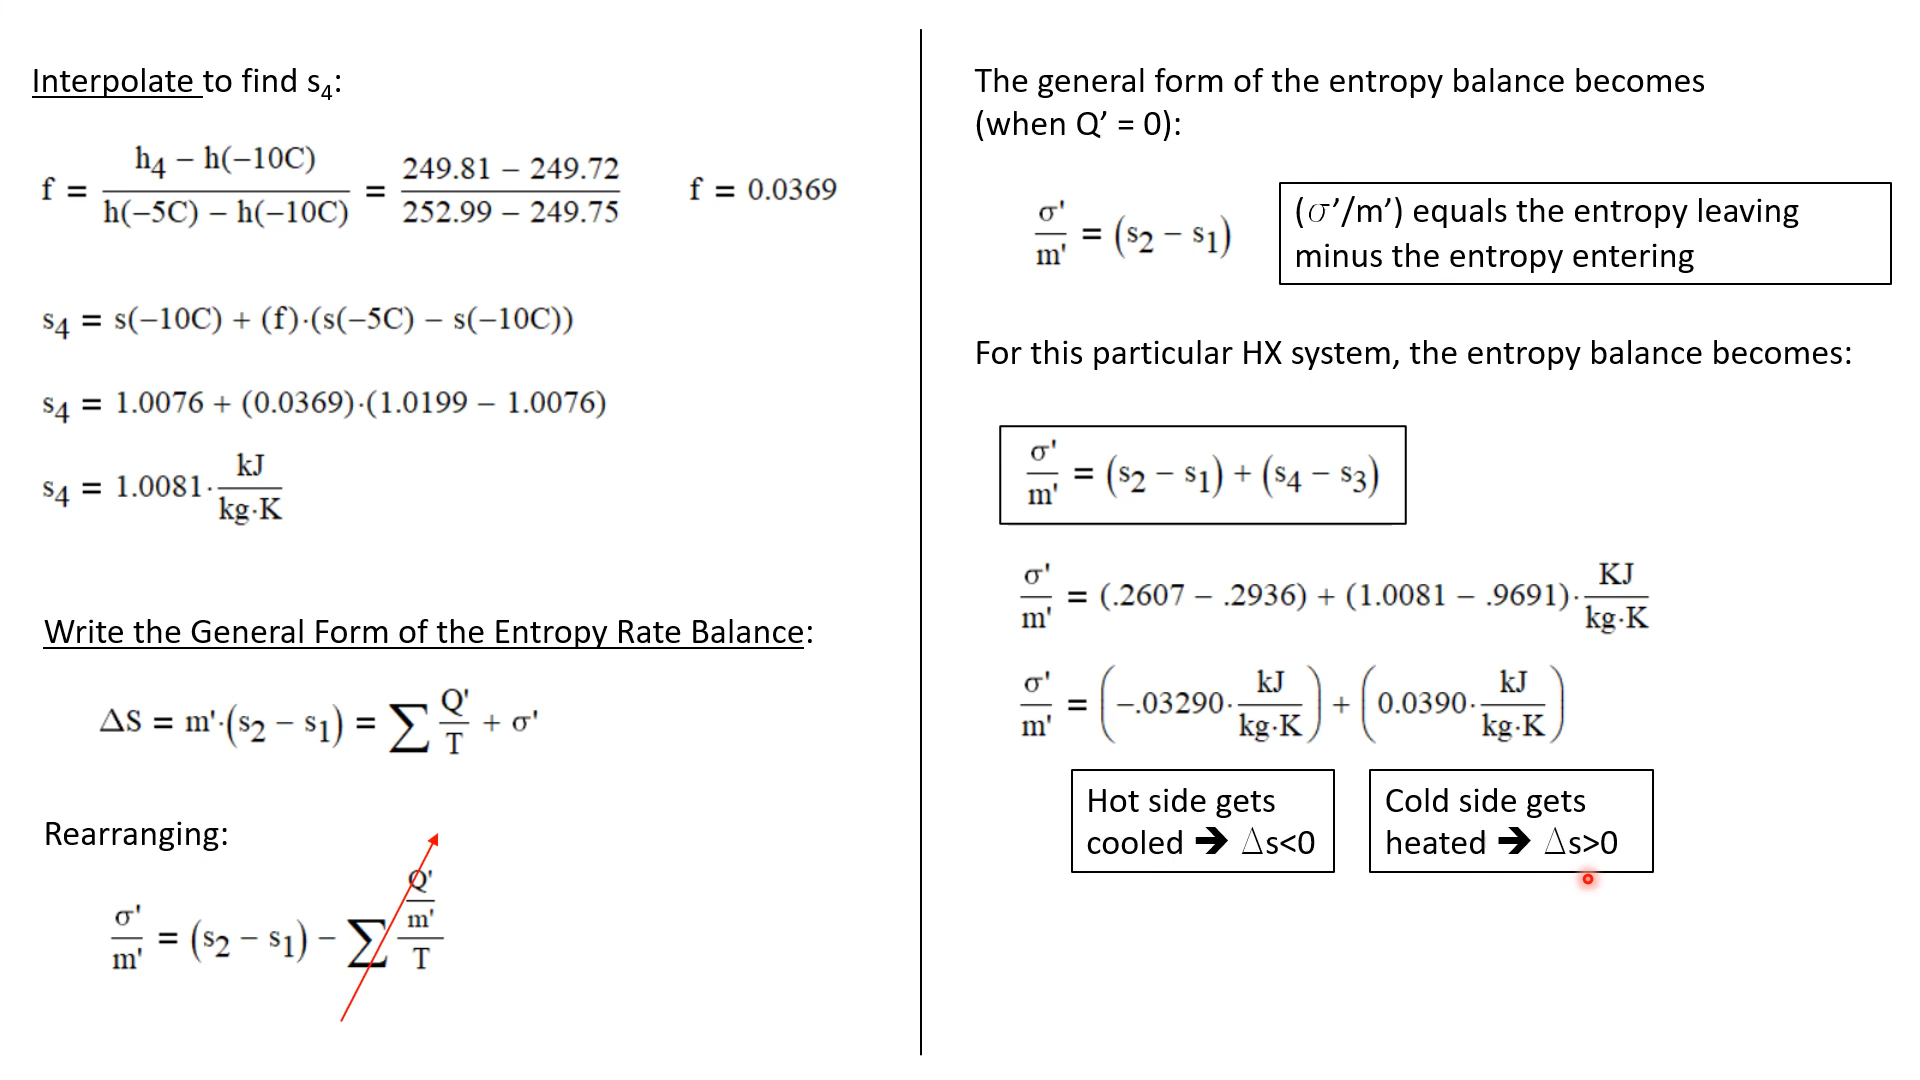 Interpolate to find s₄:
f = (h₄ − h(−10C)) / (h(−5C) − h(−10C)) = (249.81 − 249.72) / (252.99 − 249.75)    f = 0.0369
s₄ = s(−10C) + (f)·(s(−5C) − s(−10C))
s₄ = 1.0076 + (0.0369)·(1.0199 − 1.0076)
s₄ = 1.0081· kJ / kg·K
Write the General Form of the Entropy Rate Balance:
ΔS = m'·(s₂ − s₁) = ∑ Q'/T + σ'
Rearranging:
σ'/m' = (s₂ − s₁) − ∑ (Q'/m')/T
The general form of the entropy balance becomes
(when Q’ = 0):
σ'/m' = (s₂ − s₁)
(σ’/m’) equals the entropy leaving
minus the entropy entering
For this particular HX system, the entropy balance becomes:
σ'/m' = (s₂ − s₁) + (s₄ − s₃)
σ'/m' = (.2607 − .2936) + (1.0081 − .9691)· KJ / kg·K
σ'/m' = (−.03290· kJ / kg·K) + (0.0390· kJ / kg·K)
Hot side gets
cooled 🡺 Δs<0
Cold side gets
heated 🡺 Δs>0